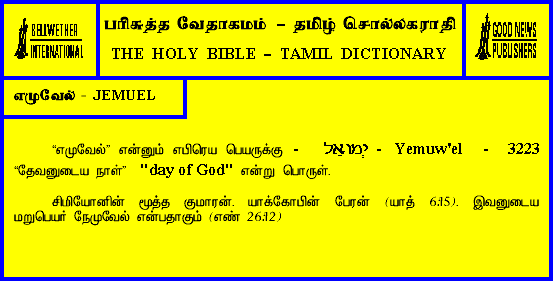 BELLWETHER
INTERNATIONAL
பரிசுத்த வேதாகமம் - தமிழ் சொல்லகராதி
THE HOLY BIBLE - TAMIL DICTIONARY
GOOD NEWS
PUBLISHERS
எமுவேல் - JEMUEL
“எமுவேல்” என்னும் எபிரெய பெயருக்கு - יְמוּאֵל - Yemuw'el - 3223
“தேவனுடைய நாள்” "day of God" என்று பொருள்.
சிமியோனின் மூத்த குமாரன். யாக்கோபின் பேரன் (யாத் 6:15). இவனுடைய
மறுபெயர் நேமுவேல் என்பதாகும் (எண் 26:12)